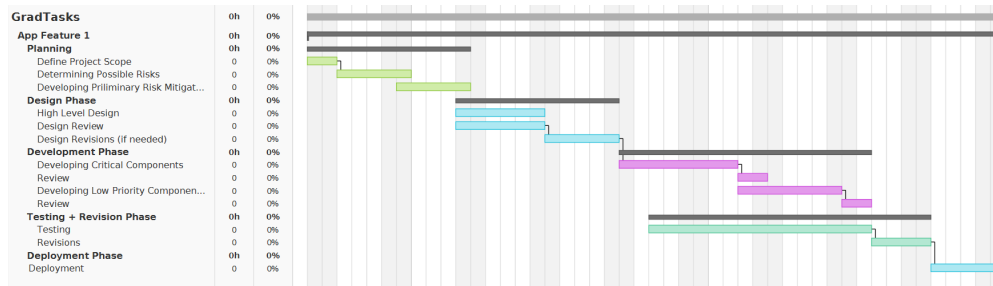 GradTasks 0h 0%
App Feature 1 0h 0%
Planning 0h 0%
Define Project Scope 0 0%
Determining Possible Risks 0 0%
Developing Priliminary Risk Mitigat... 0 0%
Design Phase 0h 0%
High Level Design 0 0%
Design Review 0 0%
Design Revisions (if needed) 0 0%
Development Phase 0h 0%
Developing Critical Components 0 0%
Review 0 0%
Developing Low Priority Componen... 0 0%
Review 0 0%
Testing + Revision Phase 0h 0%
Testing 0 0%
Revisions 0 0%
Deployment Phase 0h 0%
Deployment 0 0%